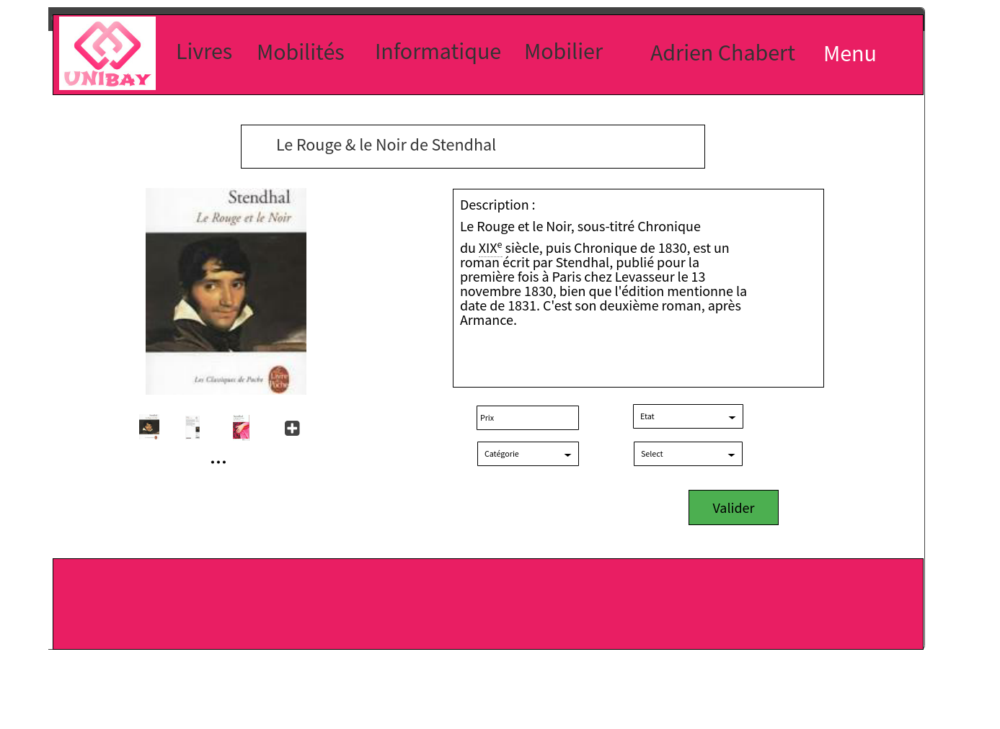 UNIBAY
Livres
Mobilités
Informatique
Mobilier
Adrien Chabert
Menu
Le Rouge & le Noir de Stendhal
Stendhal
Le Rouge et le Noir
Les Classiques de Poche
Le Livre de Poche
Description :
Le Rouge et le Noir, sous-titré Chronique
du XIXe siècle, puis Chronique de 1830, est un
roman écrit par Stendhal, publié pour la
première fois à Paris chez Levasseur le 13
novembre 1830, bien que l'édition mentionne la
date de 1831. C'est son deuxième roman, après
Armance.
Prix
Etat
Catégorie
Select
...
Valider